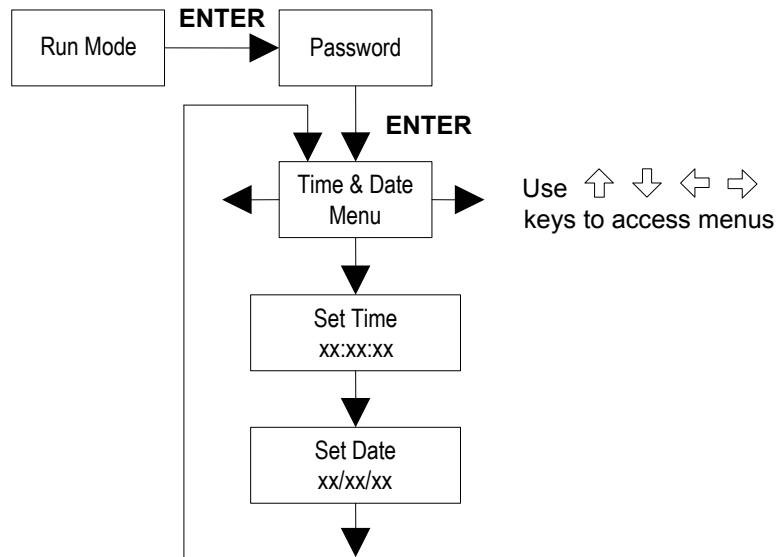 ENTER
Run Mode
Password
ENTER
Time & Date
Menu
Use ⇧ ⇩ ⇦ ⇨
keys to access menus
Set Time
xx:xx:xx
Set Date
xx/xx/xx